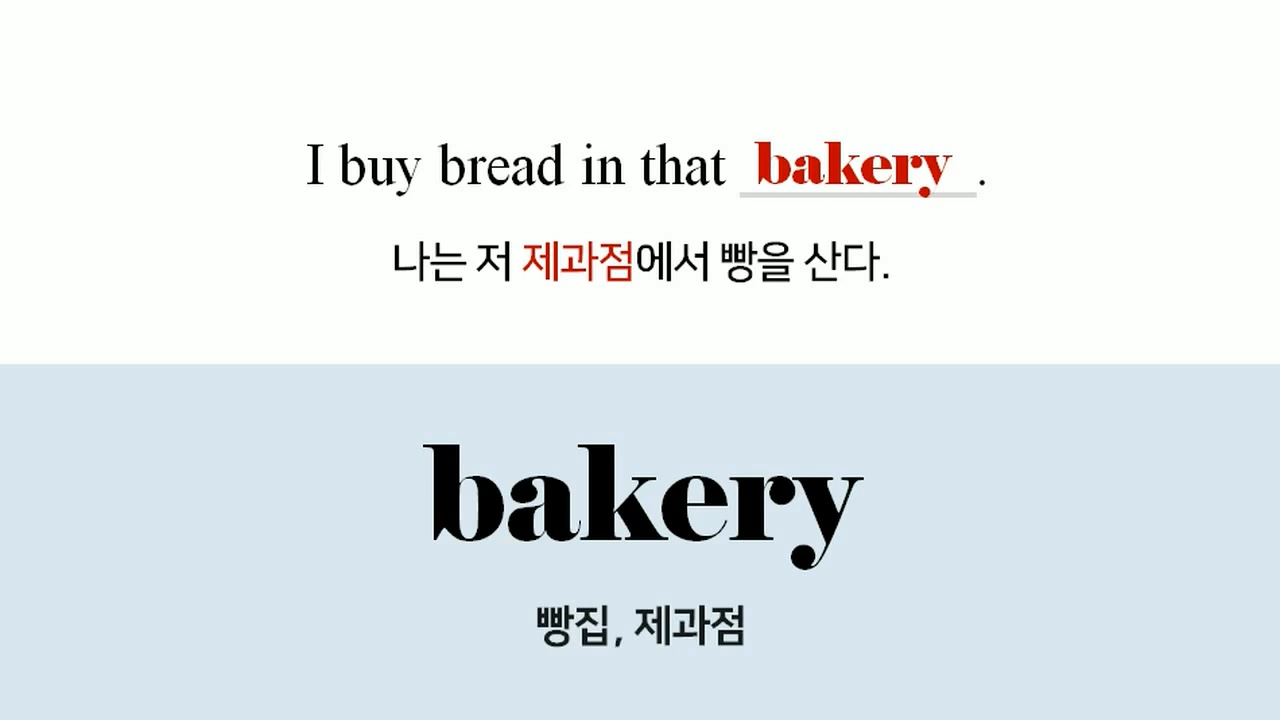 I buy bread in that bakery .
나는 저 제과점에서 빵을 산다.
bakery
빵집, 제과점